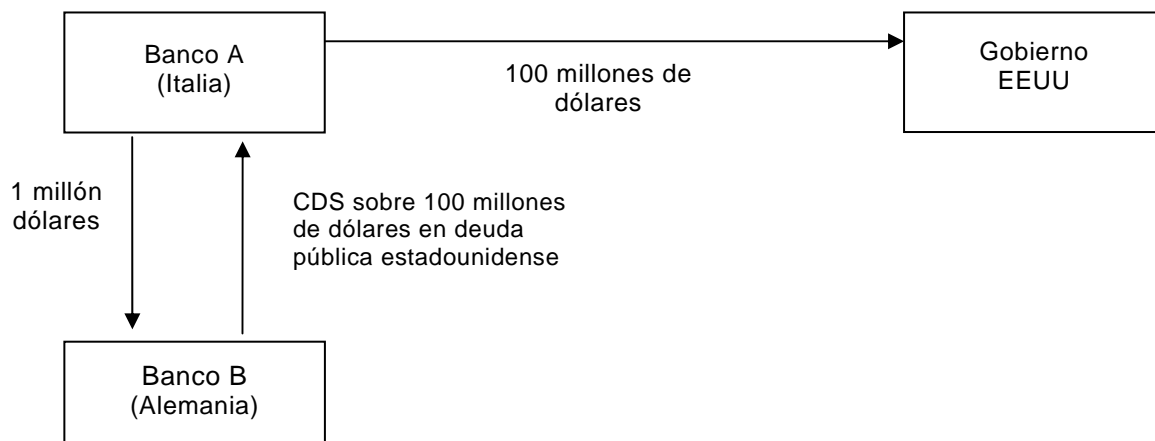 Banco A
(Italia)
100 millones de
dólares
Gobierno
EEUU
1 millón
dólares
CDS sobre 100 millones
de dólares en deuda
pública estadounidense
Banco B
(Alemania)